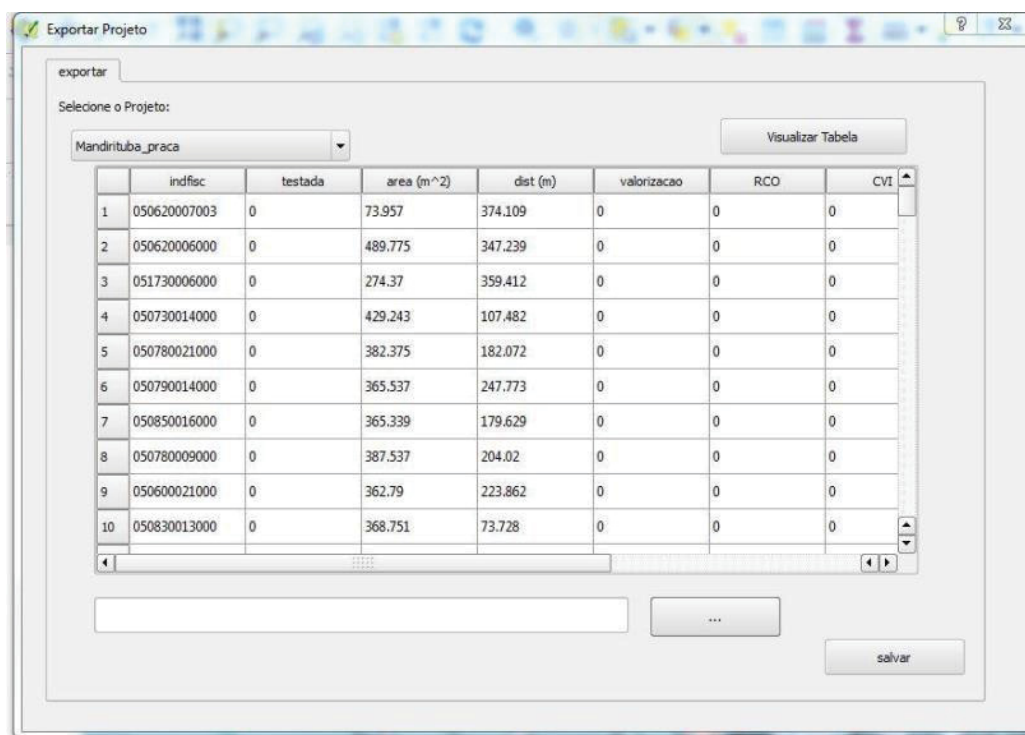 Exportar Projeto
exportar
Selecione o Projeto:
Mandirituba_praca
Visualizar Tabela
indfisc testada area (m^2) dist (m) valorizacao RCO CVI
1 050620007003 0 73.957 374.109 0 0 0
2 050620006000 0 489.775 347.239 0 0 0
3 051730006000 0 274.37 359.412 0 0 0
4 050730014000 0 429.243 107.482 0 0 0
5 050780021000 0 382.375 182.072 0 0 0
6 050790014000 0 365.537 247.773 0 0 0
7 050850016000 0 365.339 179.629 0 0 0
8 050780009000 0 387.537 204.02 0 0 0
9 050600021000 0 362.79 223.862 0 0 0
10 050830013000 0 368.751 73.728 0 0 0
...
salvar